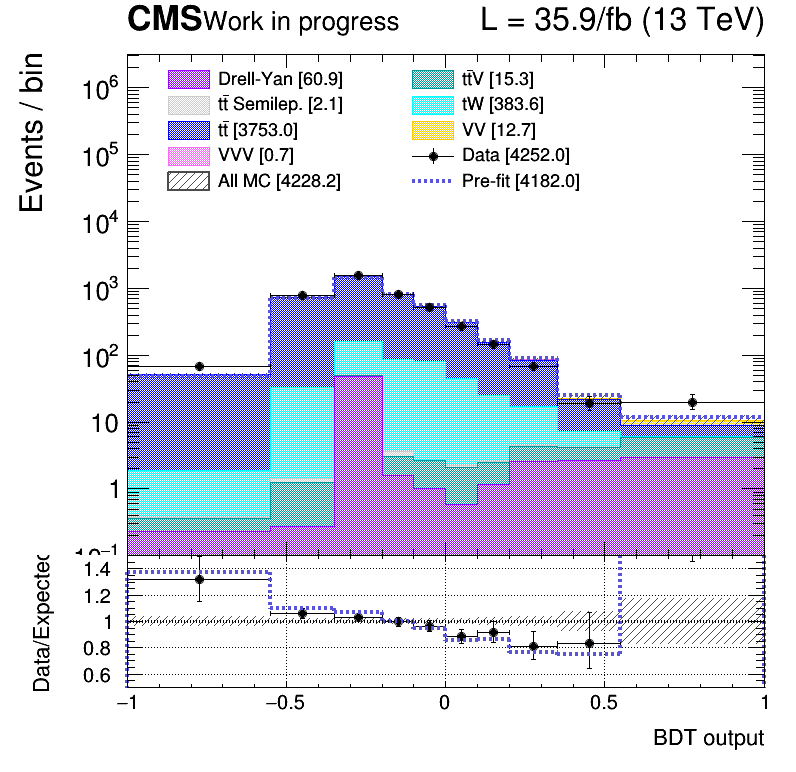 CMS Work in progress L = 35.9/fb (13 TeV)
Events / bin
Drell-Yan [60.9]
tt̄ Semilep. [2.1]
tt̄ [3753.0]
VVV [0.7]
All MC [4228.2]
tt̄V [15.3]
tW [383.6]
VV [12.7]
Data [4252.0]
Pre-fit [4182.0]
10⁶
10⁵
10⁴
10³
10²
10
1
10⁻¹
Data/Expected
1.4
1.2
1
0.8
0.6
−1 −0.5 0 0.5 1
BDT output